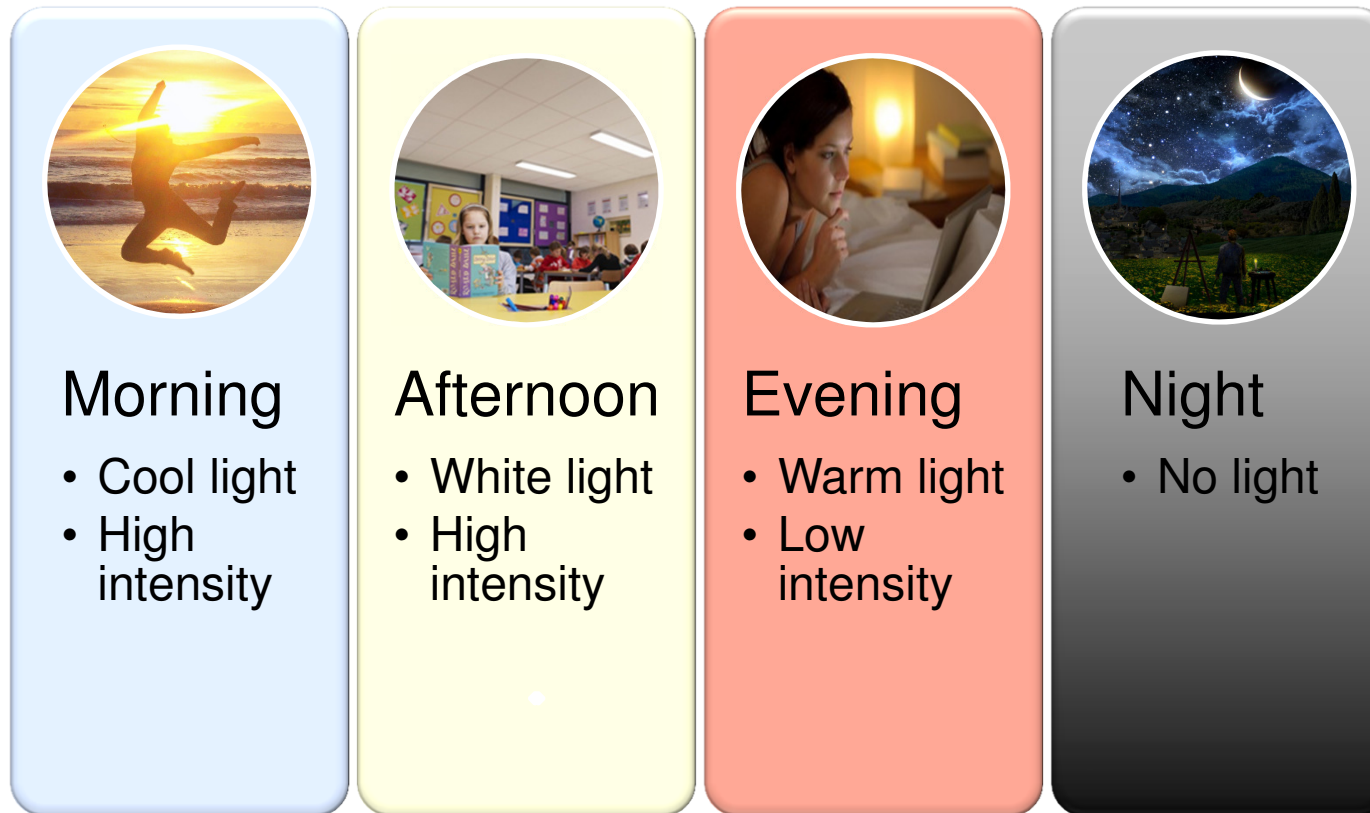 Morning
• Cool light
• High
intensity
Afternoon
• White light
• High
intensity
Evening
• Warm light
• Low
intensity
Night
• No light